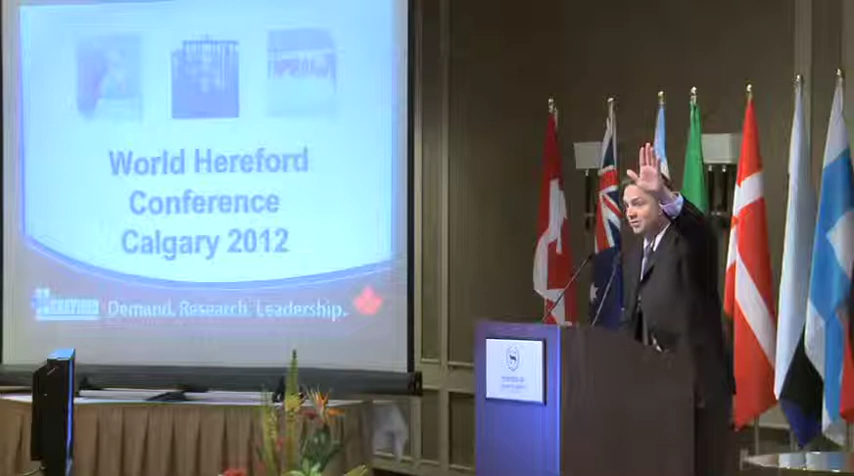 World Hereford
Conference
Calgary 2012
Demand. Research. Leadership.